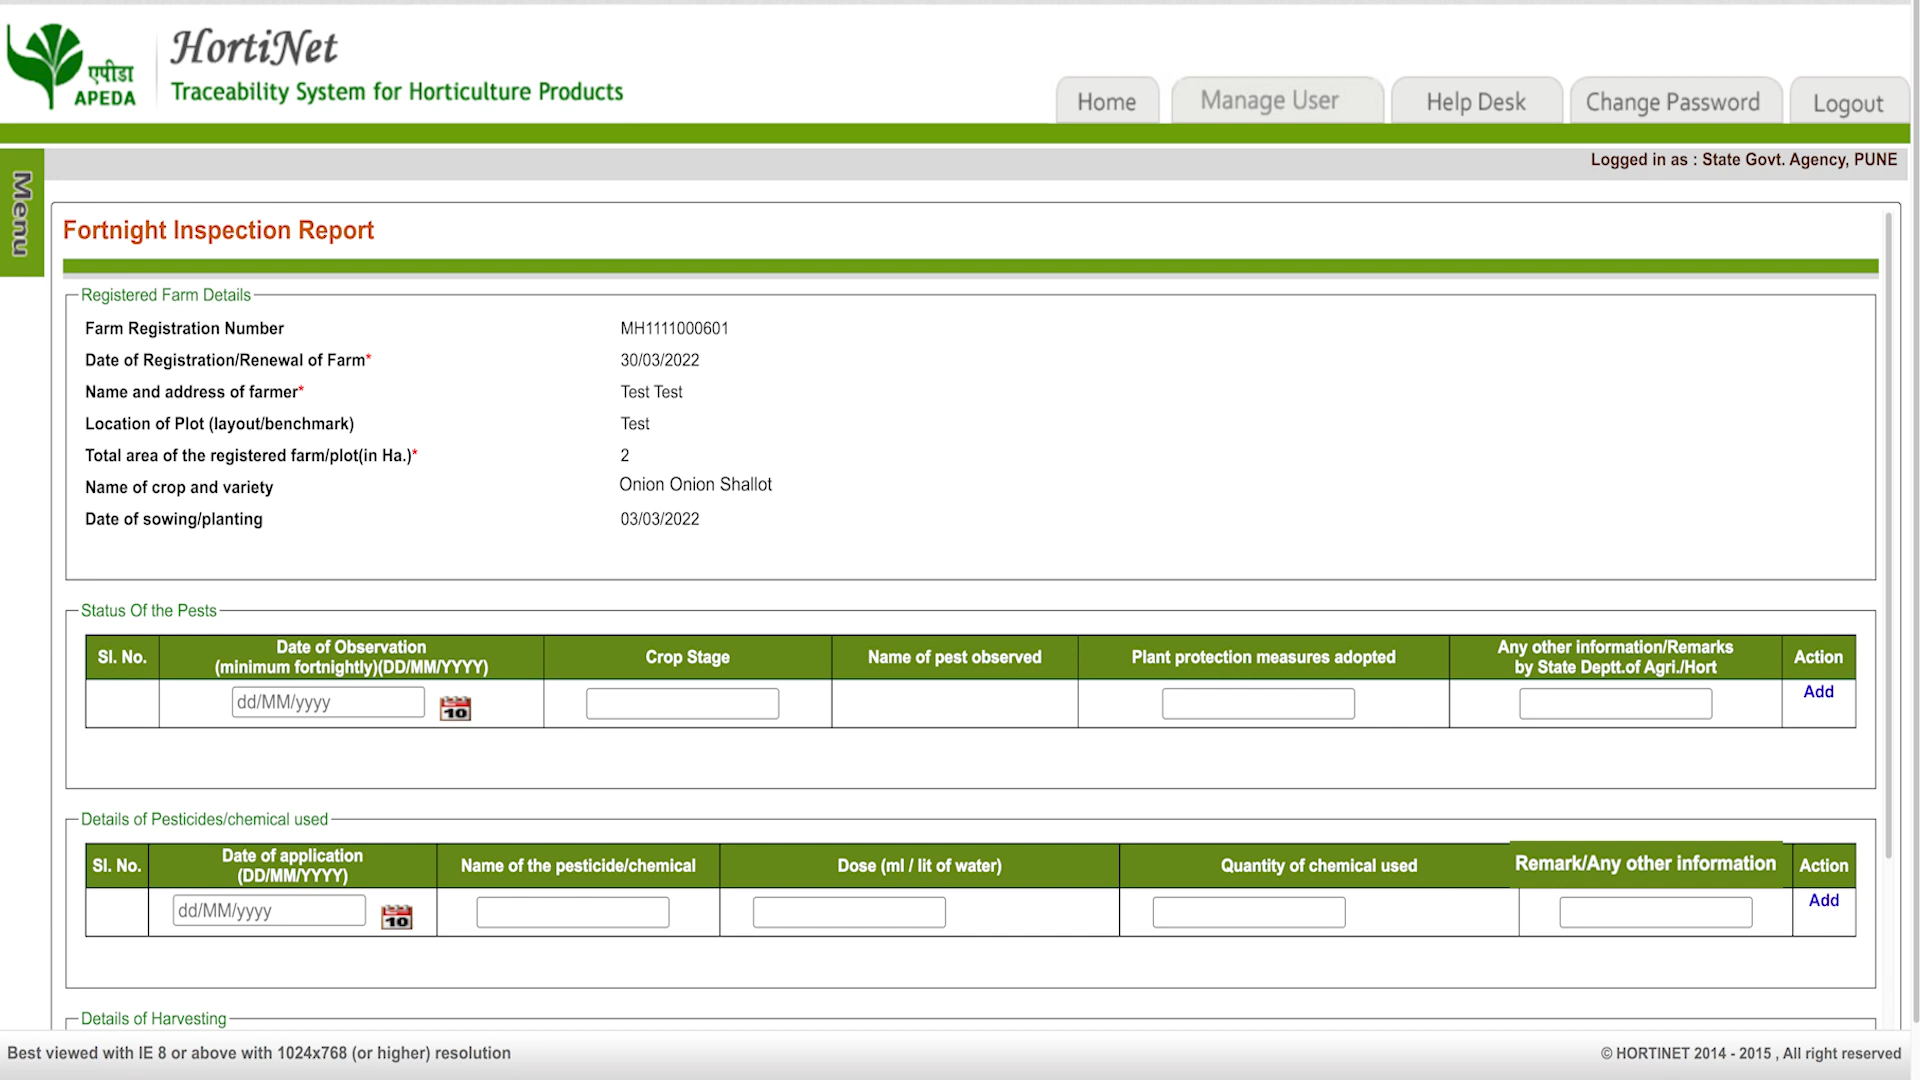 एपीडा
APEDA
HortiNet
Traceability System for Horticulture Products
Home
Manage User
Help Desk
Change Password
Logout
Logged in as : State Govt. Agency, PUNE
Menu
Fortnight Inspection Report
Registered Farm Details
Farm Registration Number MH1111000601
Date of Registration/Renewal of Farm* 30/03/2022
Name and address of farmer* Test Test
Location of Plot (layout/benchmark) Test
Total area of the registered farm/plot(in Ha.)* 2
Name of crop and variety Onion Onion Shallot
Date of sowing/planting 03/03/2022
Status Of the Pests
Sl. No.
Date of Observation
(minimum fortnightly)(DD/MM/YYYY)
Crop Stage
Name of pest observed
Plant protection measures adopted
Any other information/Remarks
by State Deptt.of Agri./Hort
Action
dd/MM/yyyy
10
Add
Details of Pesticides/chemical used
Sl. No.
Date of application
(DD/MM/YYYY)
Name of the pesticide/chemical
Dose (ml / lit of water)
Quantity of chemical used
Remark/Any other information
Action
dd/MM/yyyy
10
Add
Details of Harvesting
Best viewed with IE 8 or above with 1024x768 (or higher) resolution
© HORTINET 2014 - 2015 , All right reserved